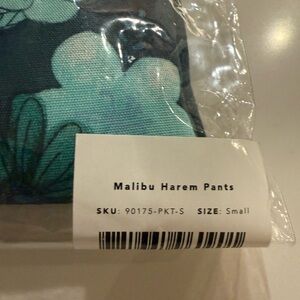 Malibu Harem Pants
SKU: 90175-PKT-S SIZE: Small